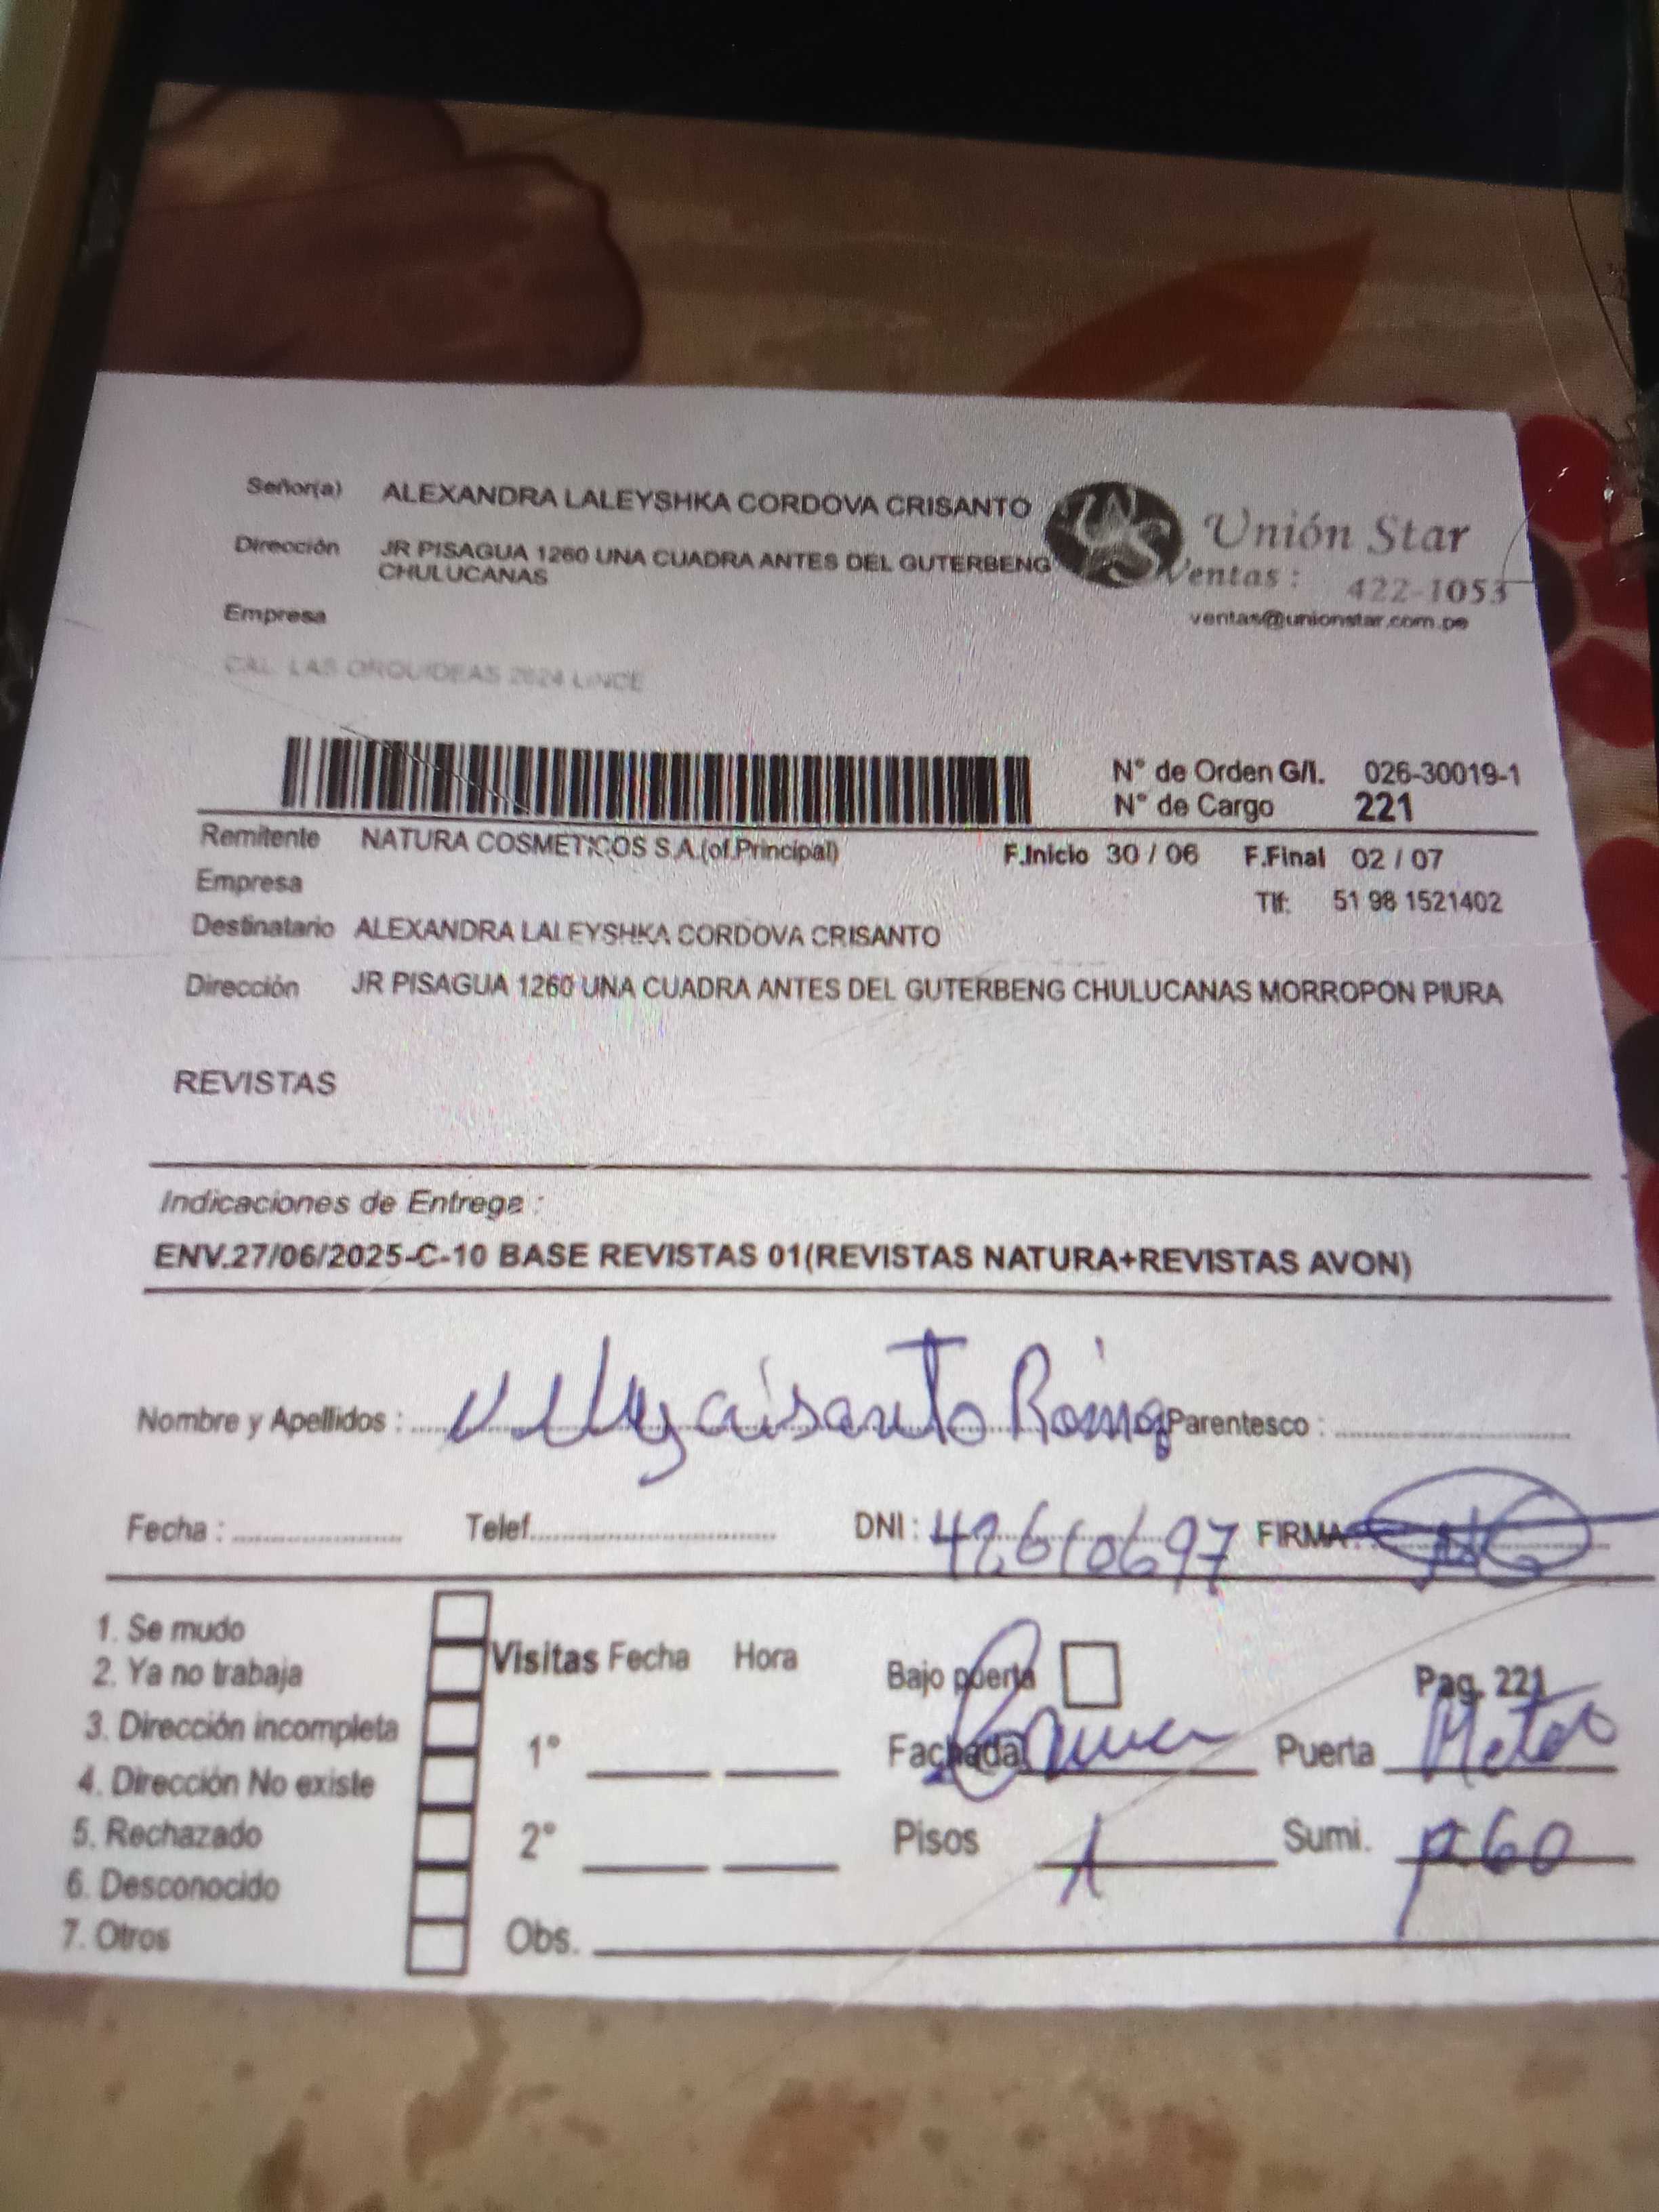 Señor(a) ALEXANDRA LALEYSHKA CORDOVA CRISANTO
Dirección JR PISAGUA 1260 UNA CUADRA ANTES DEL GUTERBENG
CHULUCANAS
Unión Star
Ventas : 422-1053
ventas@unionstar.com.pe
Empresa
CAL. LAS ORQUIDEAS 2624 LINCE
N° de Orden G/I. 026-30019-1
N° de Cargo 221
Remitente NATURA COSMETICOS S.A.(of.Principal) F.Inicio 30 / 06 F.Final 02 / 07
Empresa Tlf: 51 98 1521402
Destinatario ALEXANDRA LALEYSHKA CORDOVA CRISANTO
Dirección JR PISAGUA 1260 UNA CUADRA ANTES DEL GUTERBENG CHULUCANAS MORROPON PIURA
REVISTAS
Indicaciones de Entrega :
ENV.27/06/2025-C-10 BASE REVISTAS 01(REVISTAS NATURA+REVISTAS AVON)
Nombre y Apellidos : crisanto Parentesco :
Fecha : Telef. DNI : 42610697 FIRMA :
1. Se mudo
2. Ya no trabaja
3. Dirección incompleta
4. Dirección No existe
5. Rechazado
6. Desconocido
7. Otros
Visitas Fecha Hora
1°
2°
Obs.
Bajo puerta Pag. 221
Fachada Puerta
Pisos 1 Sumi.